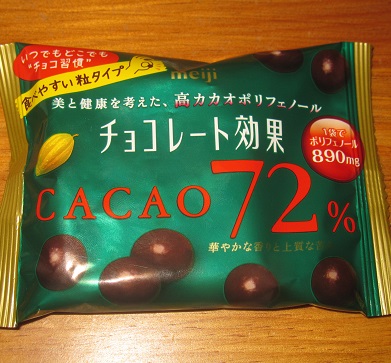 いつでもどこでも
“チョコ習慣”
食べやすい粒タイプ
meiji
美と健康を考えた、高カカオポリフェノール
チョコレート効果
1袋で
ポリフェノール
890mg
CACAO 72%
華やかな香りと上質な